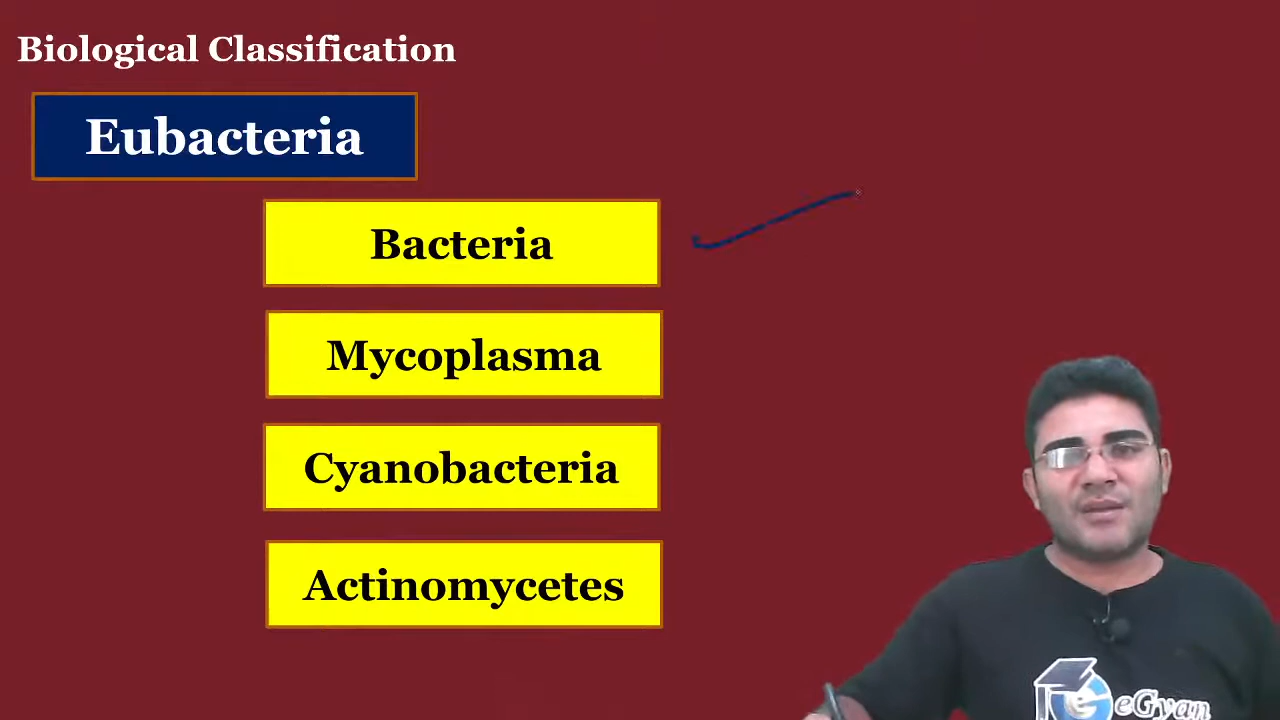 Biological Classification
Eubacteria
Bacteria
Mycoplasma
Cyanobacteria
Actinomycetes
eGyan